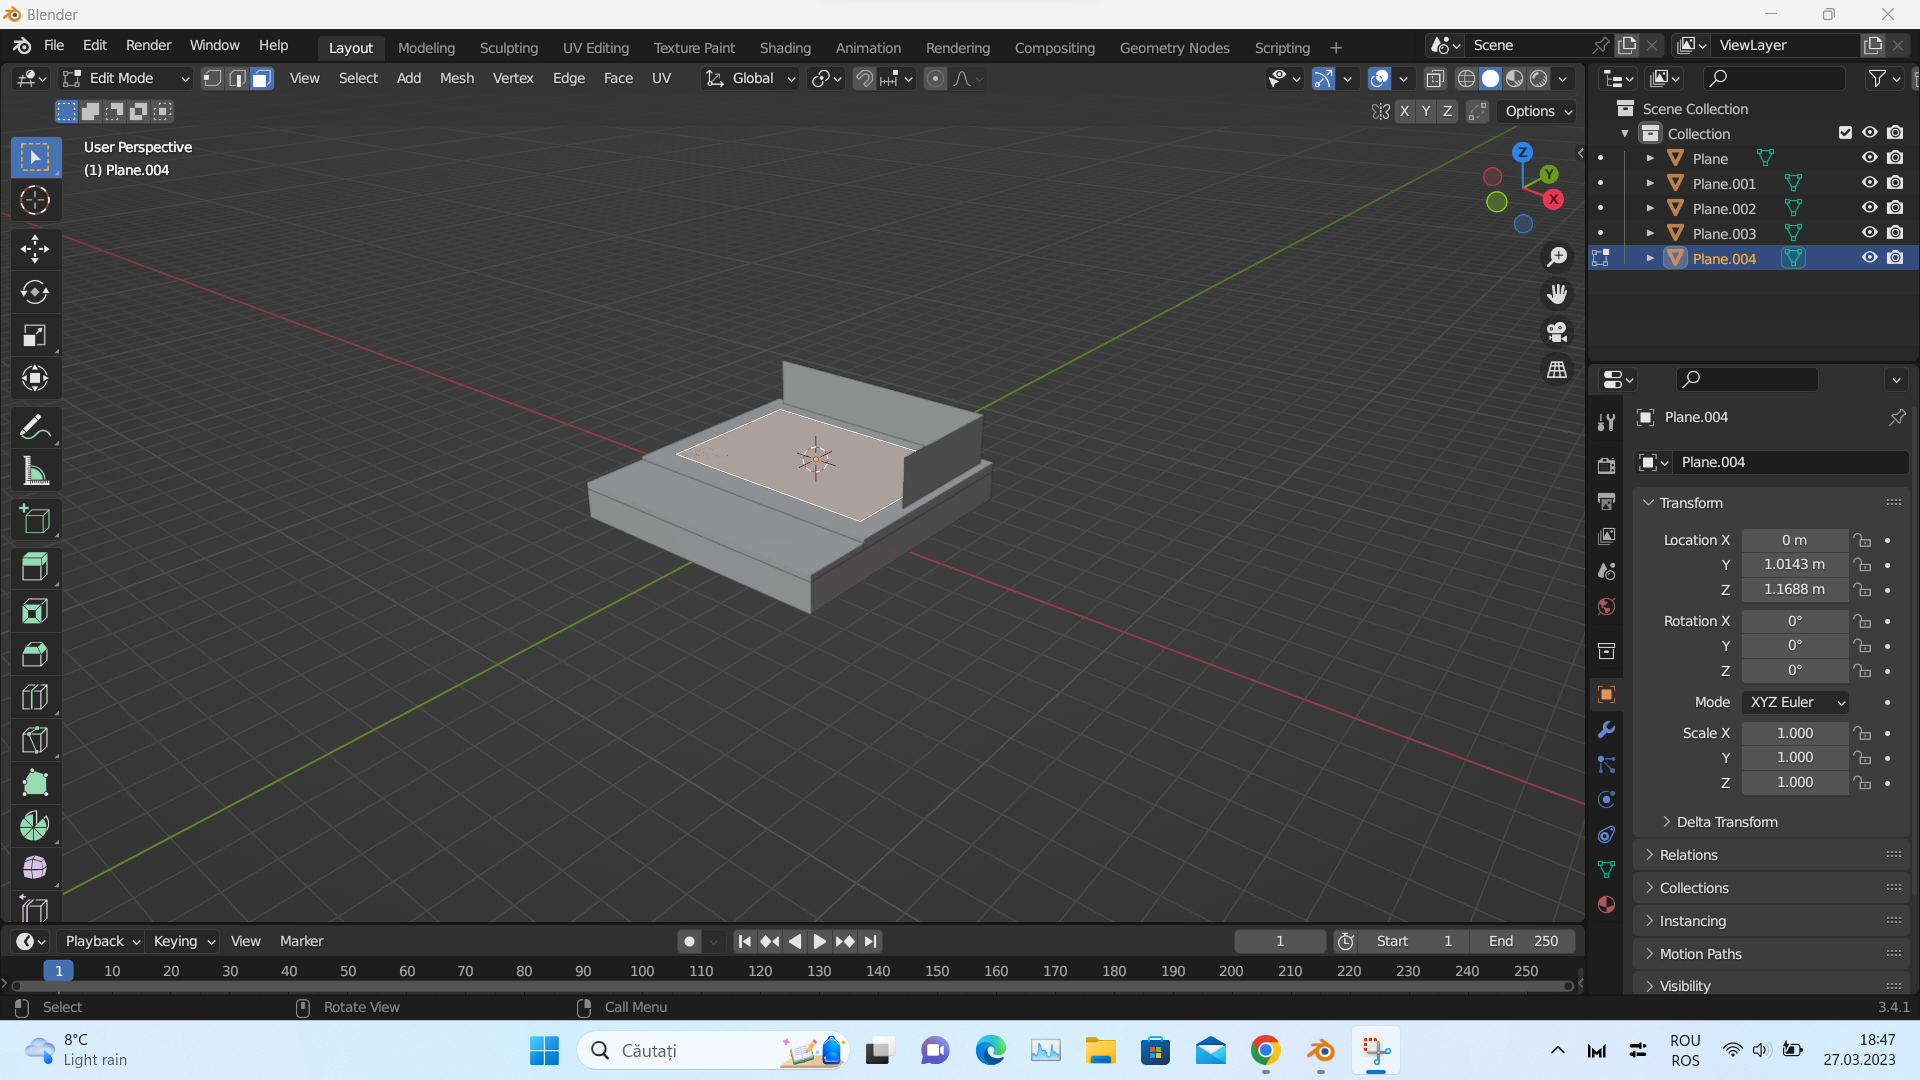 Blender
File Edit Render Window Help Layout Modeling Sculpting UV Editing Texture Paint Shading Animation Rendering Compositing Geometry Nodes Scripting + Scene ViewLayer
Edit Mode View Select Add Mesh Vertex Edge Face UV Global
X Y Z Options
User Perspective
(1) Plane.004
Z
Y
X
Scene Collection
Collection
Plane
Plane.001
Plane.002
Plane.003
Plane.004
Plane.004
Plane.004
Transform
Location X 0 m
Y 1.0143 m
Z 1.1688 m
Rotation X 0°
Y 0°
Z 0°
Mode XYZ Euler
Scale X 1.000
Y 1.000
Z 1.000
Delta Transform
Relations
Collections
Instancing
Motion Paths
Visibility
Playback Keying View Marker 1 Start 1 End 250
1 10 20 30 40 50 60 70 80 90 100 110 120 130 140 150 160 170 180 190 200 210 220 230 240 250
Select Rotate View Call Menu 3.4.1
8°C
Light rain
Căutați
ROU
ROS
18:47
27.03.2023